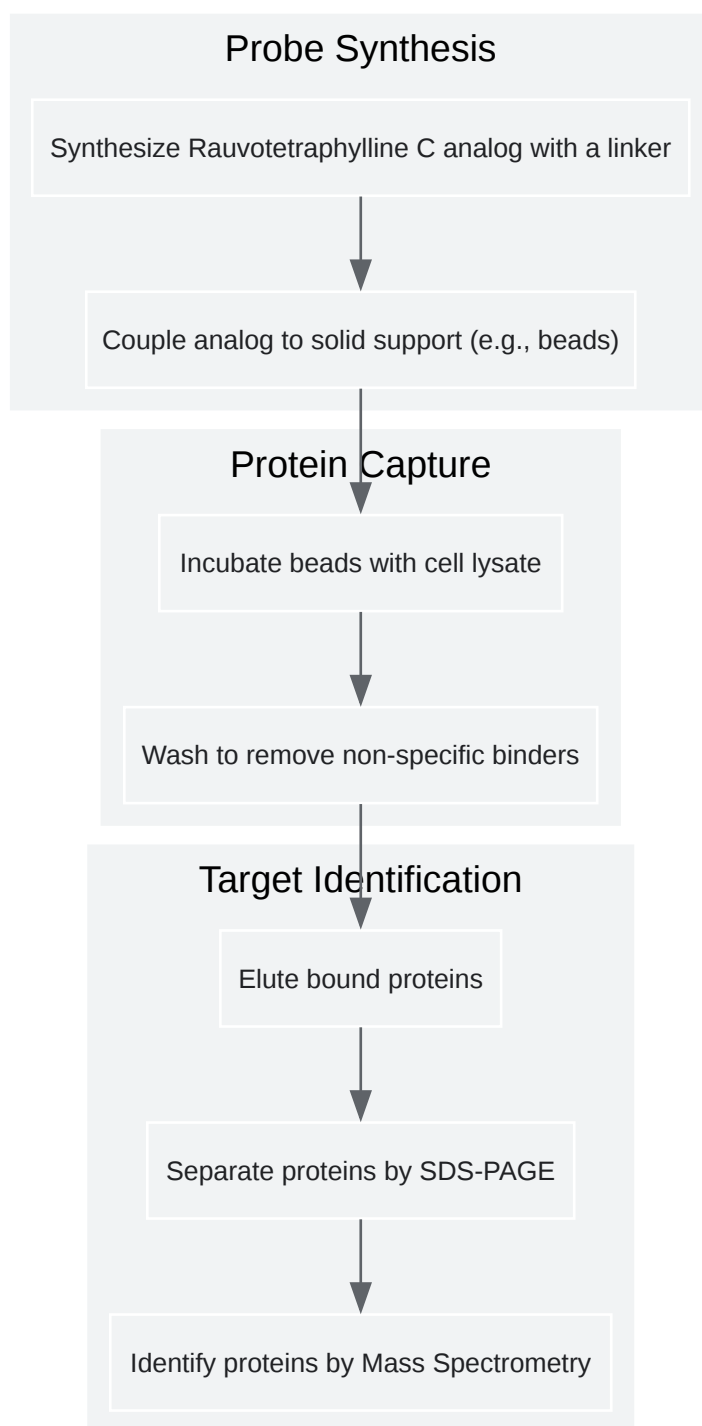 Probe Synthesis
Synthesize Rauvotetraphylline C analog with a linker
Couple analog to solid support (e.g., beads)
Protein Capture
Incubate beads with cell lysate
Wash to remove non-specific binders
Target Identification
Elute bound proteins
Separate proteins by SDS-PAGE
Identify proteins by Mass Spectrometry